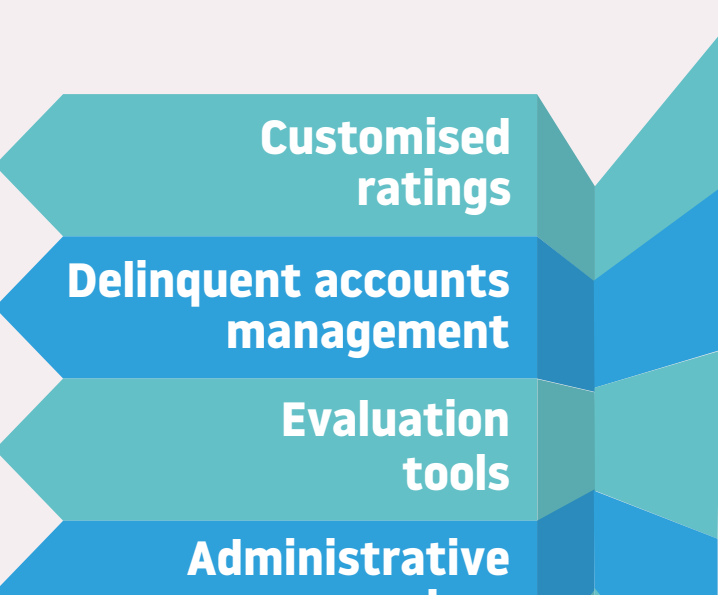 Customised
ratings
Delinquent accounts
management
Evaluation
tools
Administrative